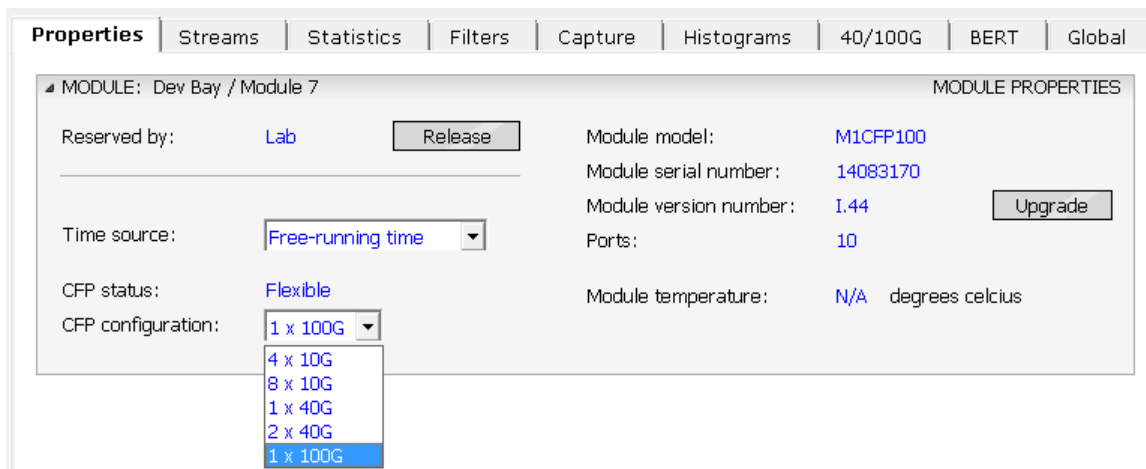 Properties Streams Statistics Filters Capture Histograms 40/100G BERT Global
MODULE: Dev Bay / Module 7 MODULE PROPERTIES
Reserved by: Lab Release Module model: M1CFP100
Module serial number: 14083170
Module version number: I.44 Upgrade
Time source: Free-running time Ports: 10
CFP status: Flexible Module temperature: N/A degrees celcius
CFP configuration: 1 x 100G
4 x 10G
8 x 10G
1 x 40G
2 x 40G
1 x 100G